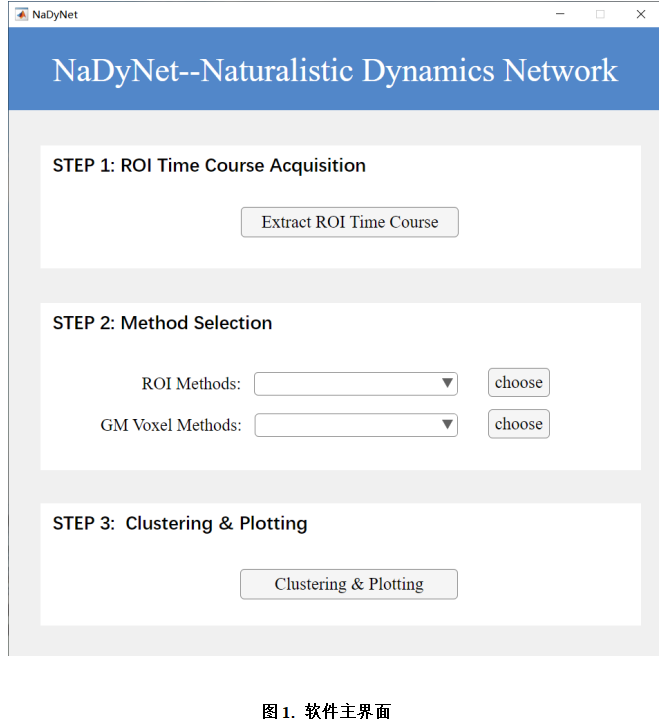 NaDyNet
NaDyNet--Naturalistic Dynamics Network
STEP 1: ROI Time Course Acquisition
Extract ROI Time Course
STEP 2: Method Selection
ROI Methods: choose
GM Voxel Methods: choose
STEP 3:  Clustering & Plotting
Clustering & Plotting
图1. 软件主界面